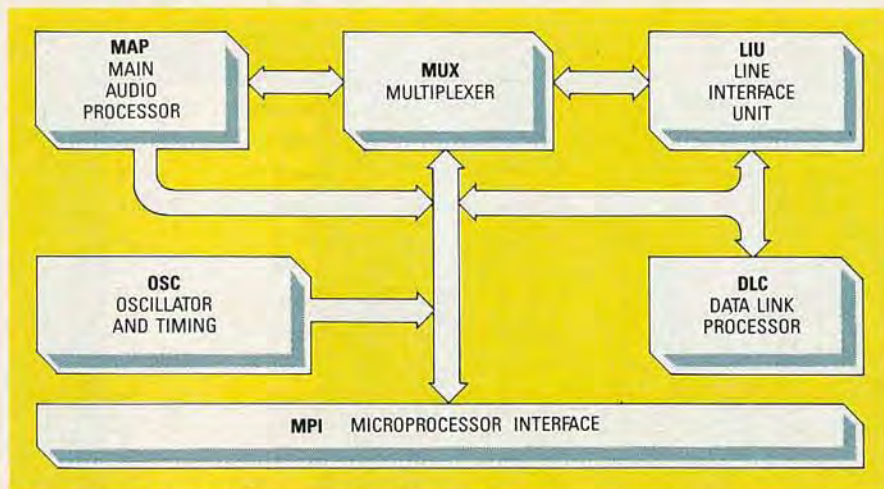 MAP
MAIN
AUDIO
PROCESSOR
MUX
MULTIPLEXER
LIU
LINE
INTERFACE
UNIT
OSC
OSCILLATOR
AND TIMING
DLC
DATA LINK
PROCESSOR
MPI MICROPROCESSOR INTERFACE